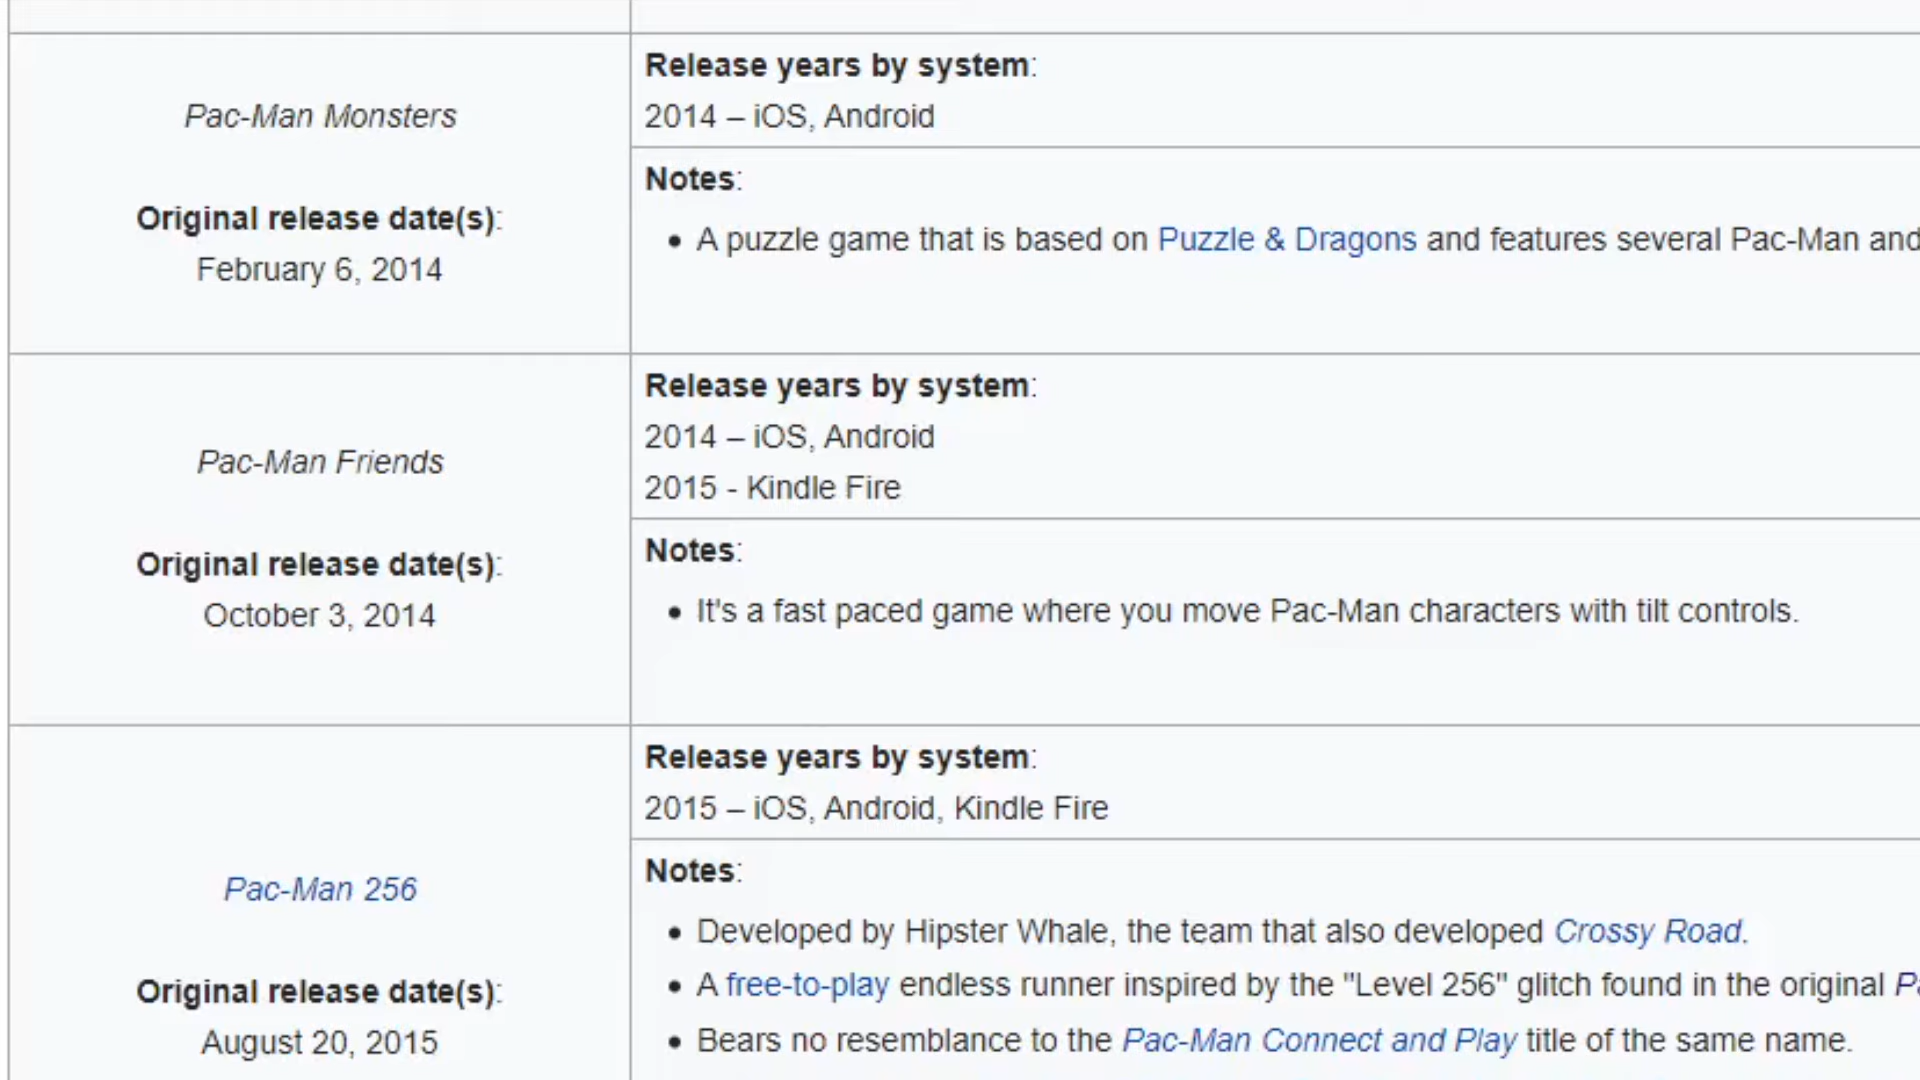 Pac-Man Monsters
Original release date(s):
February 6, 2014
Release years by system:
2014 – iOS, Android
Notes:
• A puzzle game that is based on Puzzle & Dragons and features several Pac-Man and
Pac-Man Friends
Original release date(s):
October 3, 2014
Release years by system:
2014 – iOS, Android
2015 - Kindle Fire
Notes:
• It's a fast paced game where you move Pac-Man characters with tilt controls.
Pac-Man 256
Original release date(s):
August 20, 2015
Release years by system:
2015 – iOS, Android, Kindle Fire
Notes:
• Developed by Hipster Whale, the team that also developed Crossy Road.
• A free-to-play endless runner inspired by the "Level 256" glitch found in the original
• Bears no resemblance to the Pac-Man Connect and Play title of the same name.